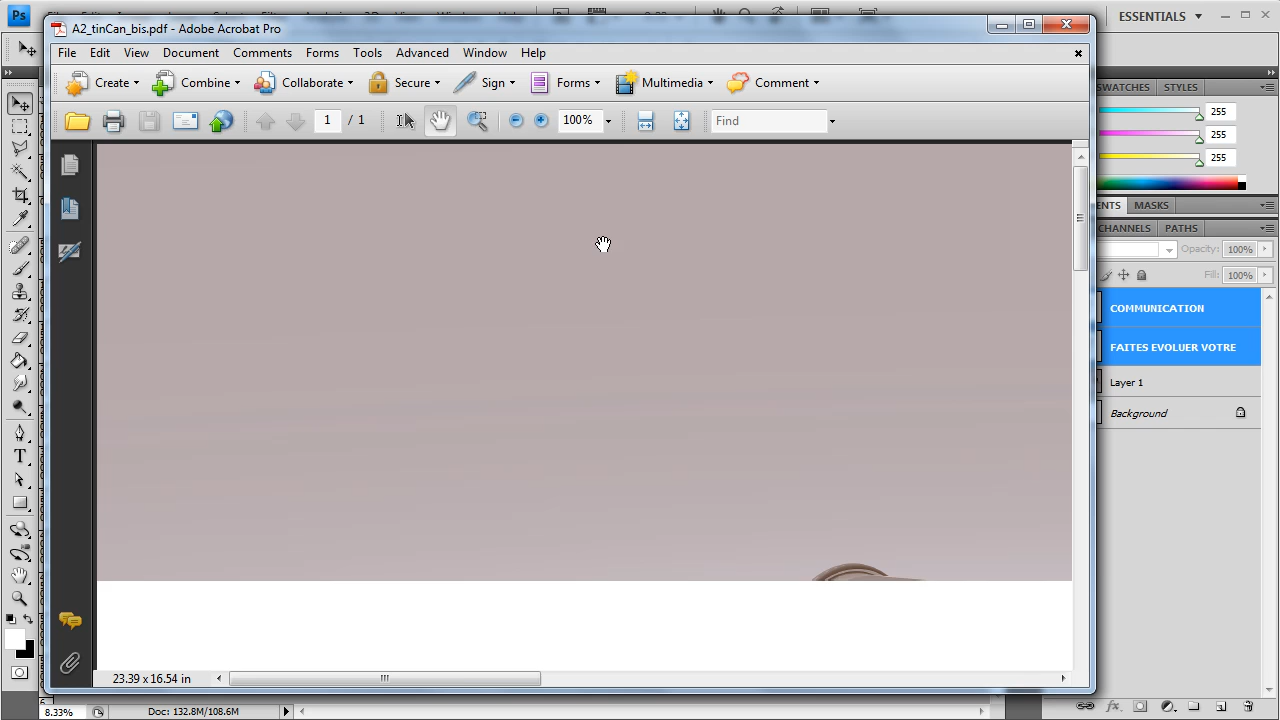 Ps
ESSENTIALS
A2_tinCan_bis.pdf - Adobe Acrobat Pro
File Edit View Document Comments Forms Tools Advanced Window Help
Create Combine Collaborate Secure Sign Forms Multimedia Comment
1 / 1 100% Find
SWATCHES STYLES
255
255
255
ENTS MASKS
CHANNELS PATHS
Opacity: 100%
Fill: 100%
COMMUNICATION
FAITES EVOLUER VOTRE
Layer 1
Background
23.39 x 16.54 in
8.33% Doc: 132.8M/108.6M